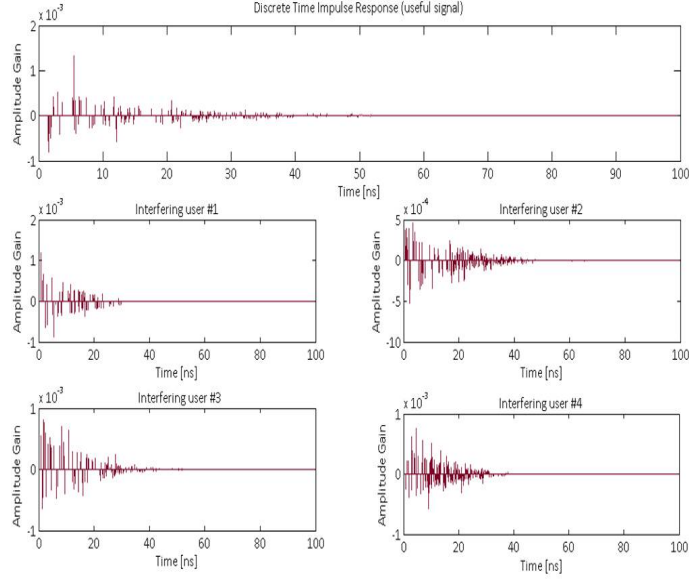 Discrete Time Impulse Response (useful signal)
x 10⁻³
2
1
0
-1
Amplitude Gain
0 10 20 30 40 50 60 70 80 90 100
Time [ns]
Interfering user #1
x 10⁻³
2
1
0
-1
Amplitude Gain
0 20 40 60 80 100
Time [ns]
Interfering user #2
x 10⁻⁴
5
0
-5
-10
Amplitude Gain
0 20 40 60 80 100
Time [ns]
Interfering user #3
x 10⁻³
1
0
-1
Amplitude Gain
0 20 40 60 80 100
Time [ns]
Interfering user #4
x 10⁻³
1
0
-1
Amplitude Gain
0 20 40 60 80 100
Time [ns]